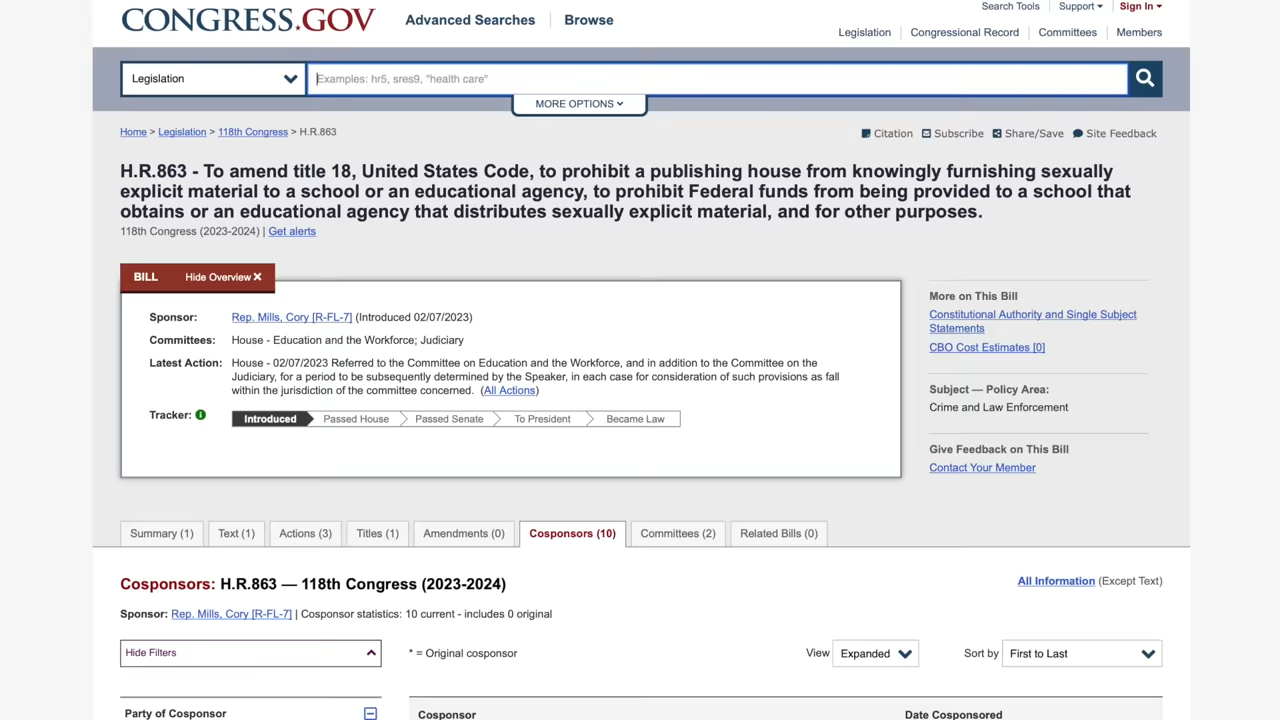 CONGRESS.GOV
Advanced Searches
Browse
Search Tools
Support
Sign In
Legislation
Congressional Record
Committees
Members
Legislation
Examples: hr5, sres9, "health care"
MORE OPTIONS
Home > Legislation > 118th Congress > H.R.863
Citation
Subscribe
Share/Save
Site Feedback
H.R.863 - To amend title 18, United States Code, to prohibit a publishing house from knowingly furnishing sexually
explicit material to a school or an educational agency, to prohibit Federal funds from being provided to a school that
obtains or an educational agency that distributes sexually explicit material, and for other purposes.
118th Congress (2023-2024) | Get alerts
BILL
Hide Overview ×
Sponsor: Rep. Mills, Cory [R-FL-7] (Introduced 02/07/2023)
Committees: House - Education and the Workforce; Judiciary
Latest Action: House - 02/07/2023 Referred to the Committee on Education and the Workforce, and in addition to the Committee on the
Judiciary, for a period to be subsequently determined by the Speaker, in each case for consideration of such provisions as fall
within the jurisdiction of the committee concerned. (All Actions)
Tracker: Introduced Passed House Passed Senate To President Became Law
More on This Bill
Constitutional Authority and Single Subject
Statements
CBO Cost Estimates [0]
Subject — Policy Area:
Crime and Law Enforcement
Give Feedback on This Bill
Contact Your Member
Summary (1)
Text (1)
Actions (3)
Titles (1)
Amendments (0)
Cosponsors (10)
Committees (2)
Related Bills (0)
Cosponsors: H.R.863 — 118th Congress (2023-2024)
All Information (Except Text)
Sponsor: Rep. Mills, Cory [R-FL-7] | Cosponsor statistics: 10 current - includes 0 original
Hide Filters
* = Original cosponsor
View Expanded
Sort by First to Last
Party of Cosponsor
Cosponsor
Date Cosponsored